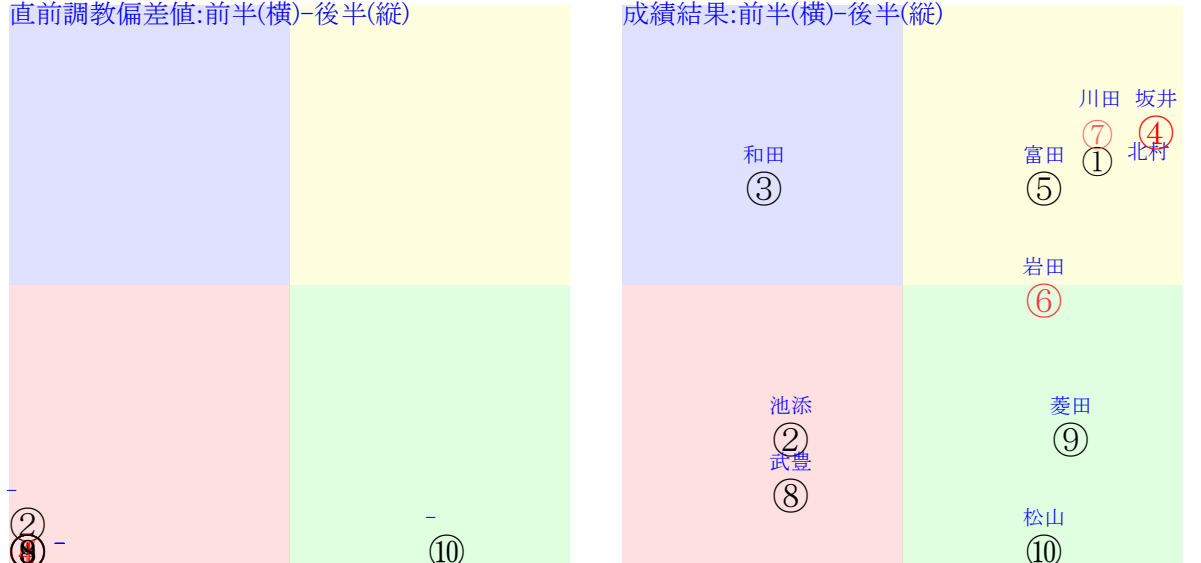 直前調教偏差値:前半(横)-後半(縦)
-
②
-
-
⑩
成績結果:前半(横)-後半(縦)
川田 坂井
⑦ ④
① 北村
和田
③
富田
⑤
岩田
⑥
池添
②
武豊
⑧
菱田
⑨
松山
⑩